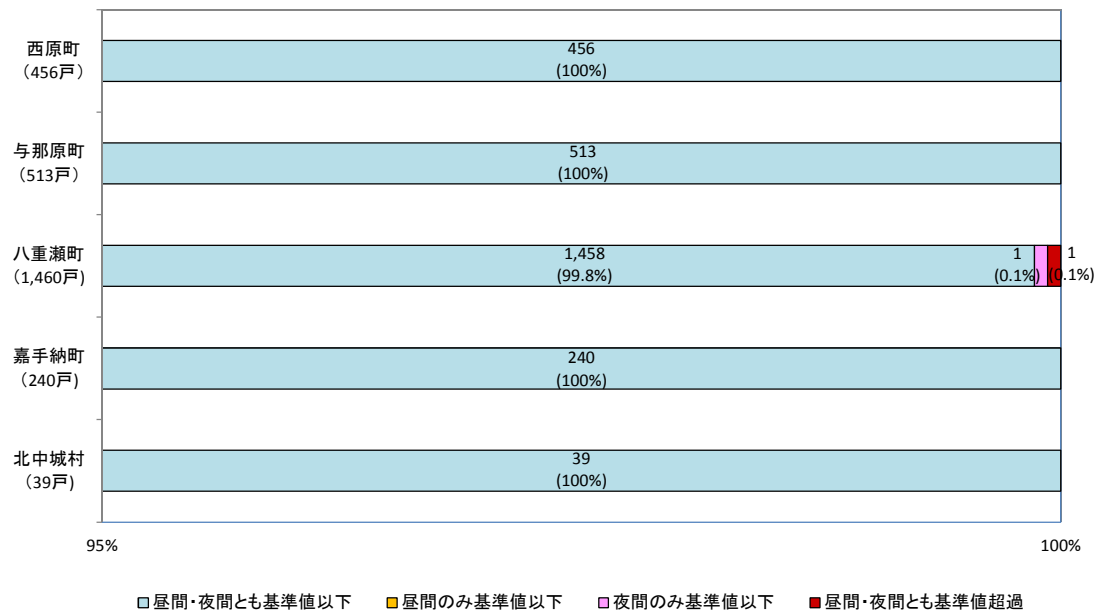 西原町
（456戸）
456
(100%)
与那原町
（513戸）
513
(100%)
八重瀬町
（1,460戸)
1,458
(99.8%)
1
(0.1%)
1
(0.1%)
嘉手納町
（240戸)
240
(100%)
北中城村
（39戸)
39
(100%)
95%
100%
昼間・夜間とも基準値以下
昼間のみ基準値以下
夜間のみ基準値以下
昼間・夜間とも基準値超過